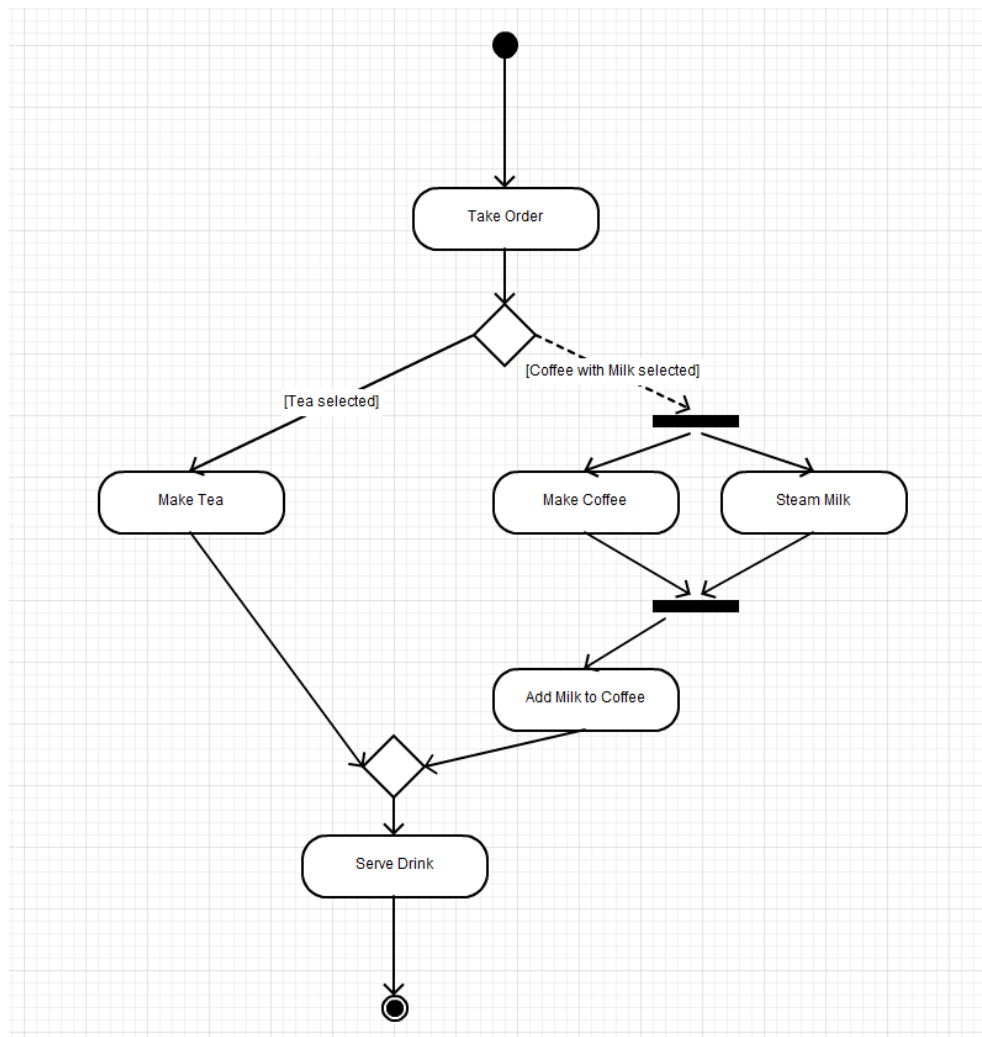 Take Order
[Coffee with Milk selected]
[Tea selected]
Make Tea
Make Coffee
Steam Milk
Add Milk to Coffee
Serve Drink